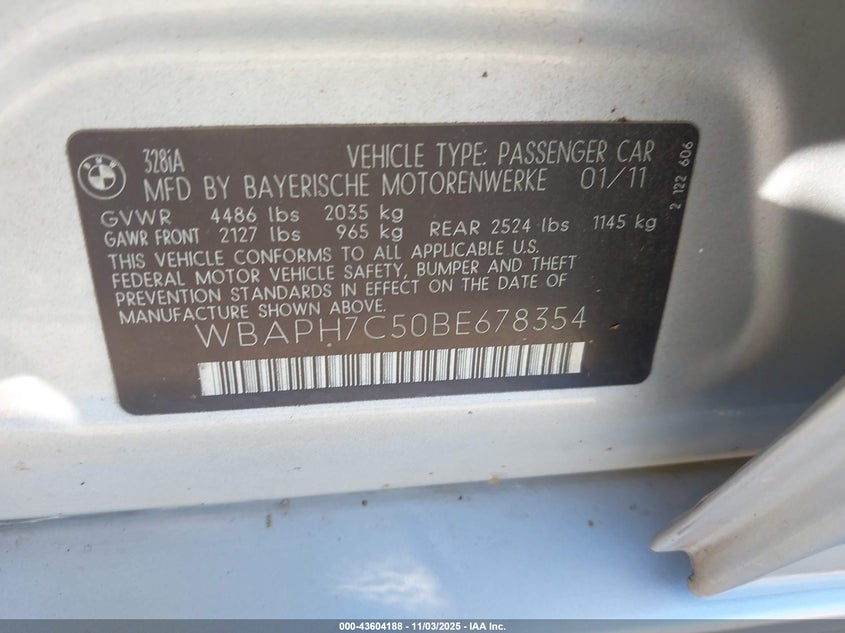 BMW
328iA
VEHICLE TYPE: PASSENGER CAR
MFD BY BAYERISCHE MOTORENWERKE 01/11
GVWR 4486 lbs 2035 kg
GAWR FRONT 2127 lbs 965 kg REAR 2524 lbs 1145 kg
THIS VEHICLE CONFORMS TO ALL APPLICABLE U.S.
FEDERAL MOTOR VEHICLE SAFETY, BUMPER AND THEFT
PREVENTION STANDARDS IN EFFECT ON THE DATE OF
MANUFACTURE SHOWN ABOVE.
WBAPH7C50BE678354
2 122 606
000-43604188 - 11/03/2025 - IAA Inc.